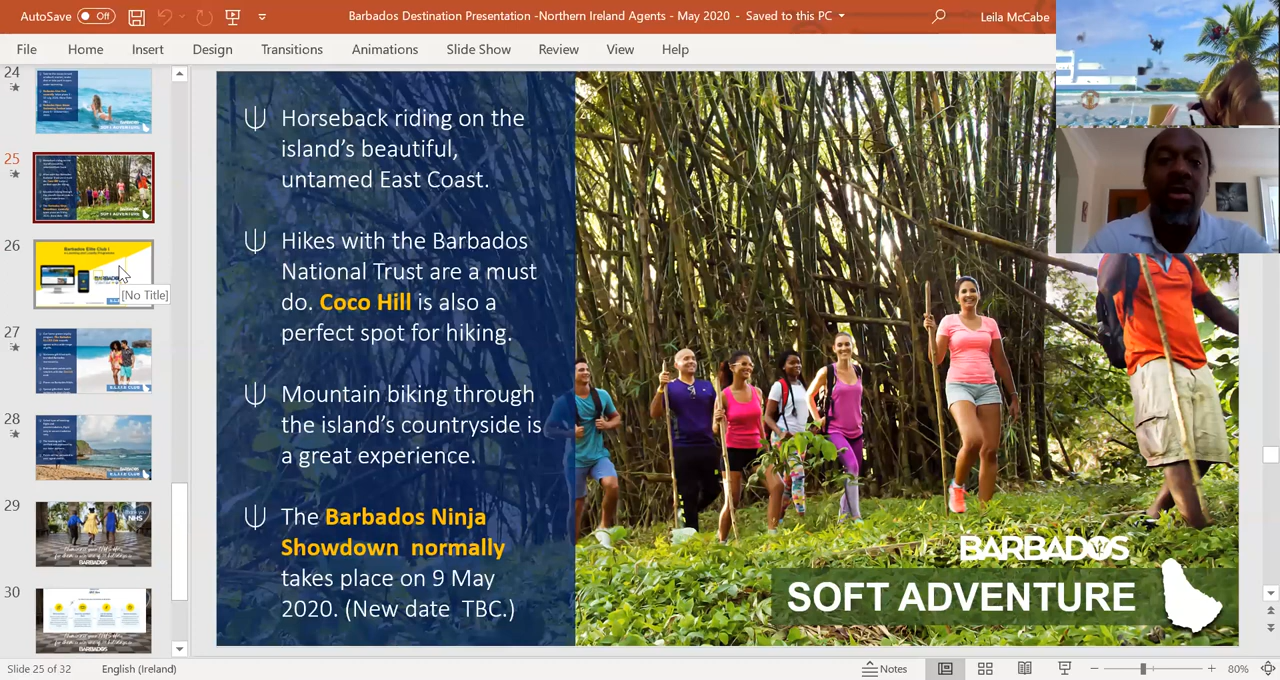 AutoSave
Off
Barbados Destination Presentation -Northern Ireland Agents - May 2020 - Saved to this PC
Leila McCabe
File Home Insert Design Transitions Animations Slide Show Review View Help
24
25
26
27
28
29
30
SOFT ADVENTURE
Barbados Elite Club I
[No Title]
Horseback riding on the
island's beautiful,
untamed East Coast.
Hikes with the Barbados
National Trust are a must
do. Coco Hill is also a
perfect spot for hiking.
Mountain biking through
the island's countryside is
a great experience.
The Barbados Ninja
Showdown normally
takes place on 9 May
2020. (New date TBC.)
BARBADOS
SOFT ADVENTURE
Slide 25 of 32
English (Ireland)
Notes
80%